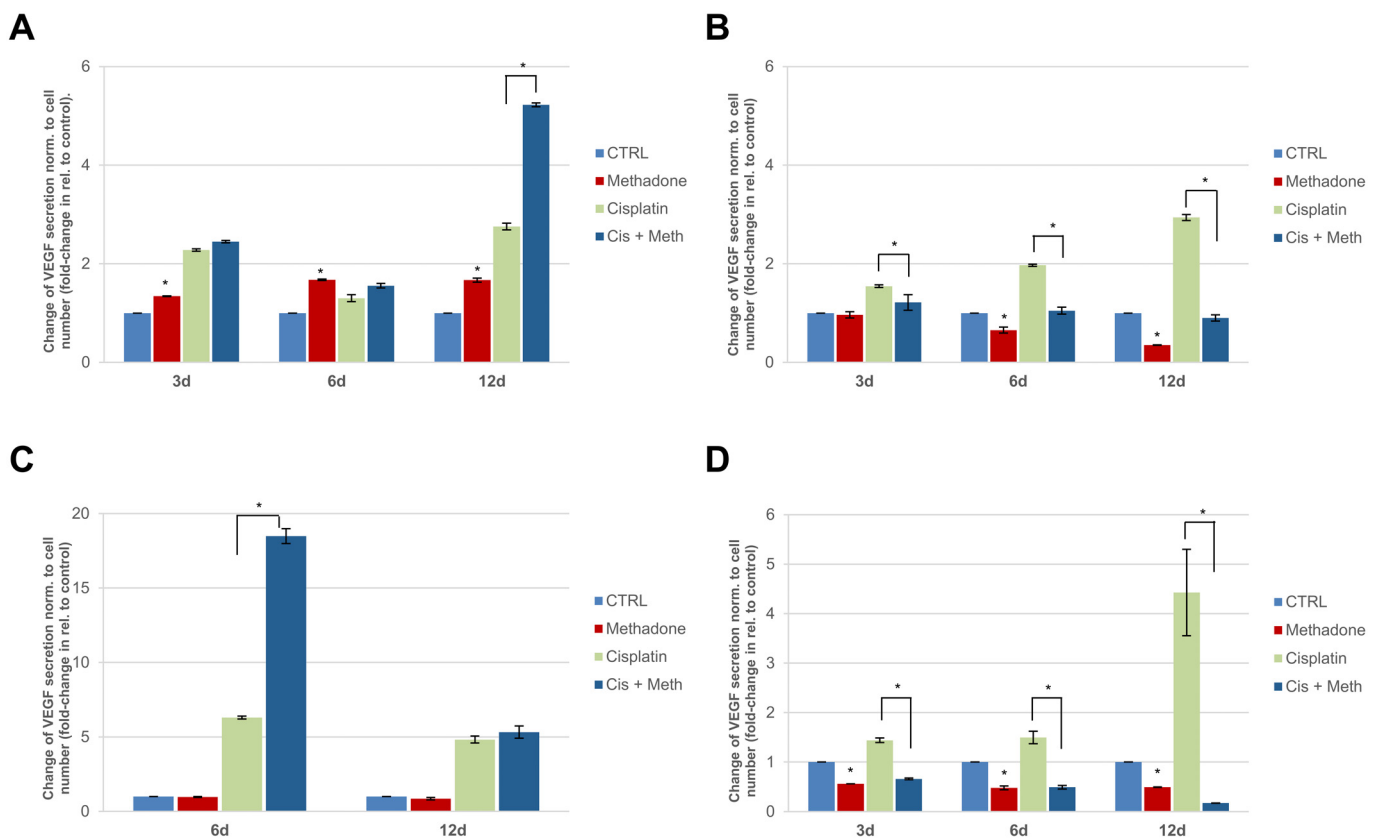 A
Change of VEGF secretion norm. to cell
number (fold-change in rel. to control).
6
4
2
0
*
*
*
*
3d
6d
12d
CTRL
Methadone
Cisplatin
Cis + Meth
B
Change of VEGF secretion norm. to cell
number (fold-change in rel. to control)
6
4
2
0
*
*
*
*
*
3d
6d
12d
CTRL
Methadone
Cisplatin
Cis + Meth
C
Change of VEGF secretion norm. to cell
number (fold-change in rel. to control)
20
15
10
5
0
*
6d
12d
CTRL
Methadone
Cisplatin
Cis + Meth
D
Change of VEGF secretion norm. to cell
number (fold-change in rel. to control)
6
5
4
3
2
1
0
*
*
*
*
*
*
3d
6d
12d
CTRL
Methadone
Cisplatin
Cis + Meth